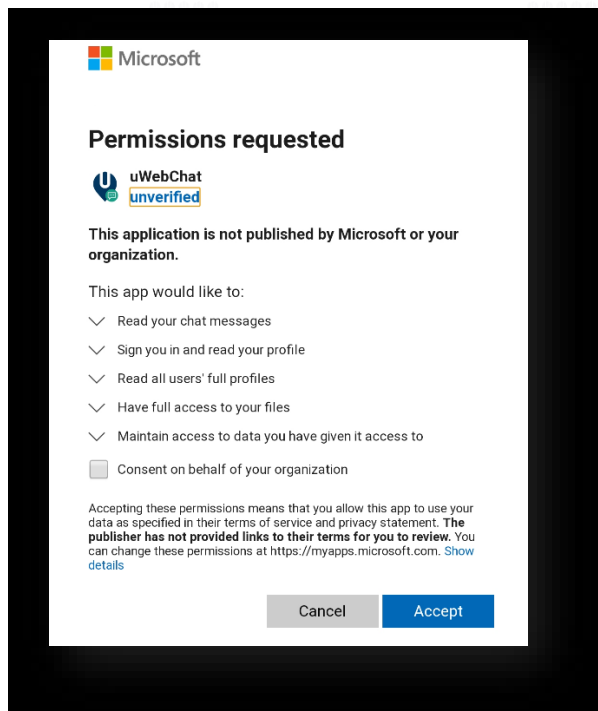 Microsoft
Permissions requested
uWebChat
unverified
This application is not published by Microsoft or your
organization.
This app would like to:
Read your chat messages
Sign you in and read your profile
Read all users' full profiles
Have full access to your files
Maintain access to data you have given it access to
Consent on behalf of your organization
Accepting these permissions means that you allow this app to use your
data as specified in their terms of service and privacy statement. The
publisher has not provided links to their terms for you to review. You
can change these permissions at https://myapps.microsoft.com. Show
details
Cancel
Accept